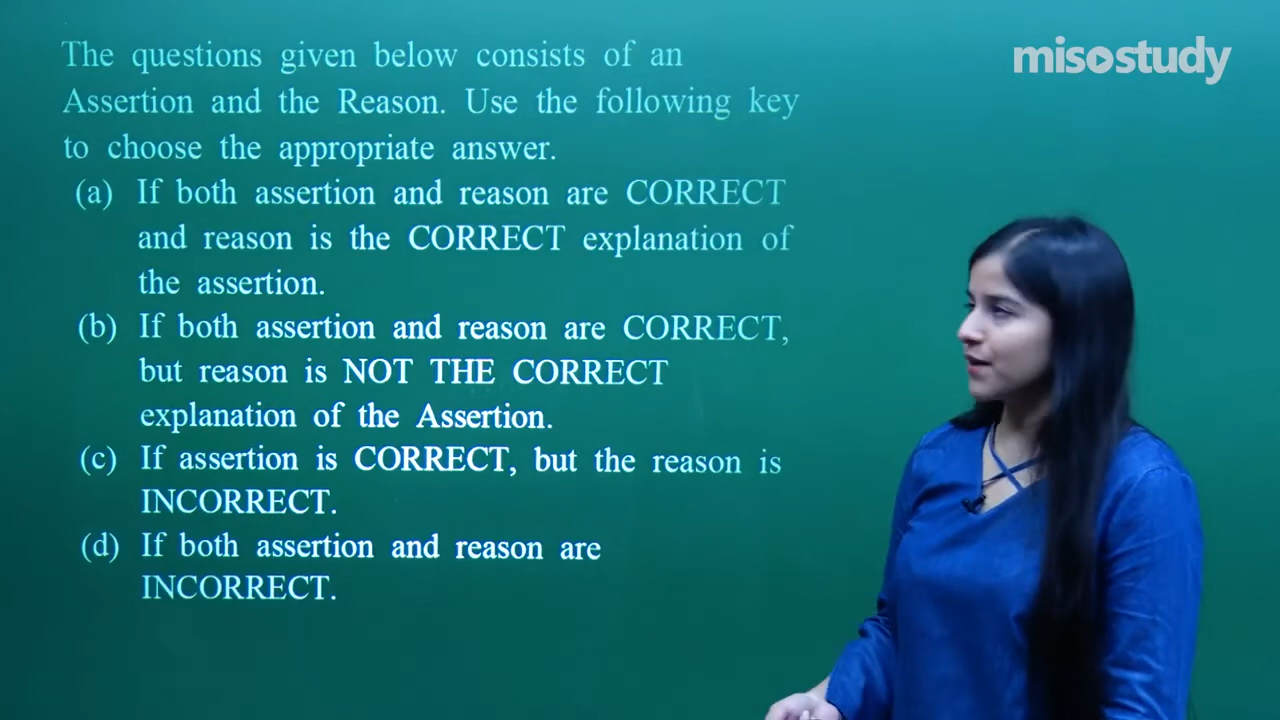 misostudy
The questions given below consists of an
Assertion and the Reason. Use the following key
to choose the appropriate answer.
(a) If both assertion and reason are CORRECT
and reason is the CORRECT explanation of
the assertion.
(b) If both assertion and reason are CORRECT,
but reason is NOT THE CORRECT
explanation of the Assertion.
(c) If assertion is CORRECT, but the reason is
INCORRECT.
(d) If both assertion and reason are
INCORRECT.